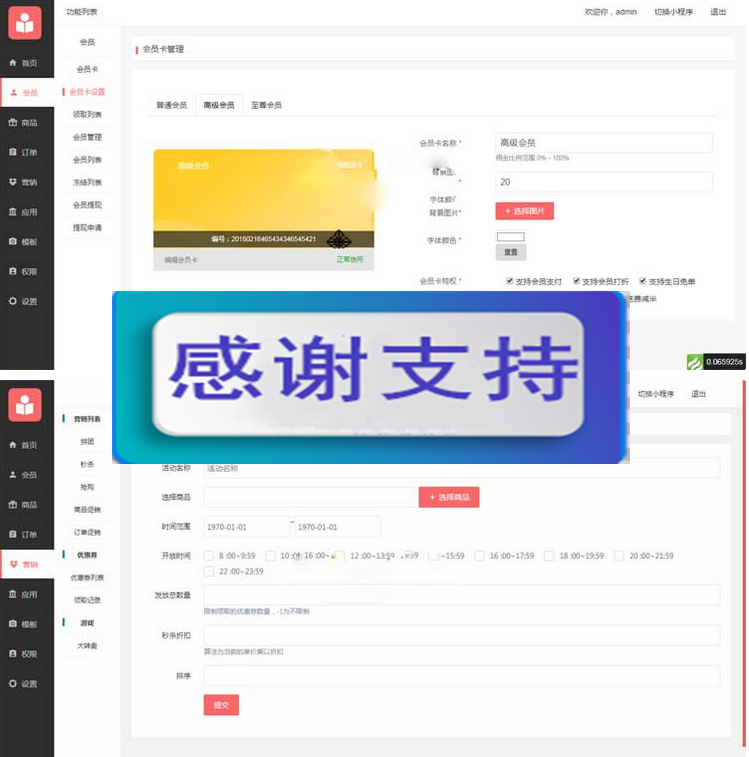 功能列表
欢迎你，admin 切换小程序 退出
首页
会员
商品
订单
营销
应用
模板
权限
设置
会员
会员卡
会员卡设置
领取列表
会员管理
会员列表
冻结列表
会员提现
提现申请
会员卡管理
普通会员 高级会员 至尊会员
高级会员
编号：20180216465434346545421
编辑会员卡 正常使用
会员卡名称 * 高级会员
佣金比例范围 0% - 100%
20
字体颜
背景图片* + 选择图片
字体颜色 *
重置
会员卡特权 * 支持会员支付 支持会员打折 支持生日免单
费减半
0.065925s
感谢支持
切换小程序 退出
首页
会员
商品
订单
营销
应用
模板
权限
设置
营销列表
拼团
秒杀
抢购
商品促销
订单促销
优惠券
优惠券列表
领取记录
游戏
大转盘
活动名称 活动名称
选择商品 + 选择商品
时间范围 1970-01-01 - 1970-01-01
开放时间 8 :00~9:59 10 :00 16 :00~ 12 :00~13:59 :59 ~15:59 16 :00~17:59 18 :00~19:59 20 :00~21:59
22 :00~23:59
发放总数量
限制领取的优惠券数量，-1为不限制
秒杀折扣
算法为当前的单价乘以折扣
排序
提交